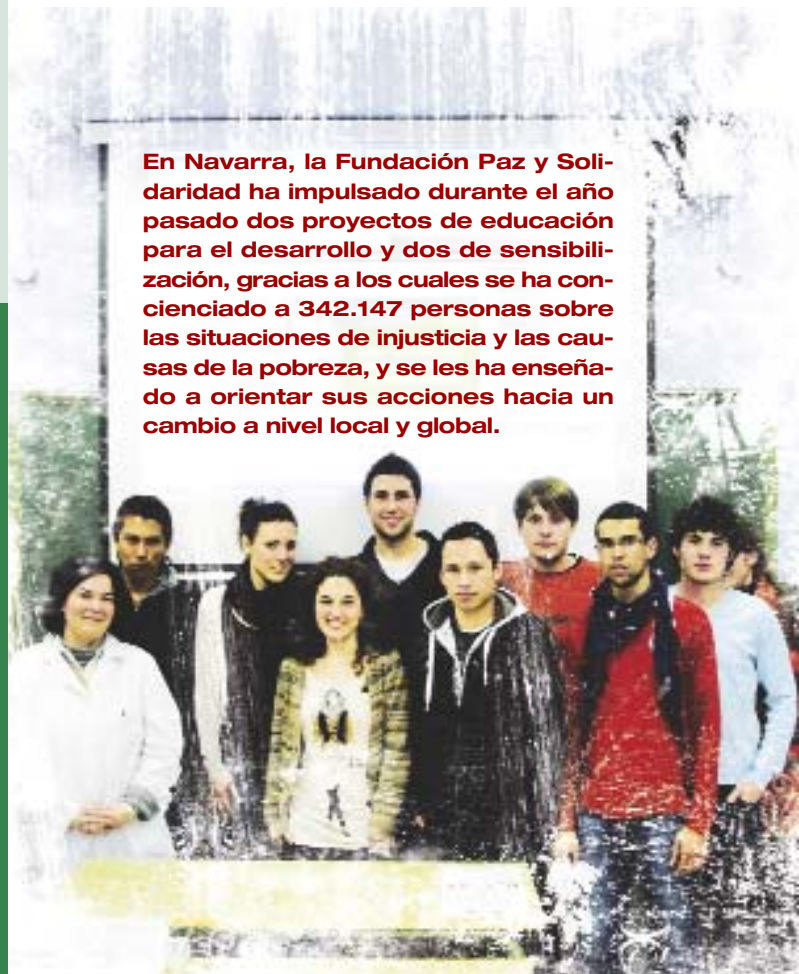 En Navarra, la Fundación Paz y Soli-
daridad ha impulsado durante el año
pasado dos proyectos de educación
para el desarrollo y dos de sensibili-
zación, gracias a los cuales se ha con-
cienciado a 342.147 personas sobre
las situaciones de injusticia y las cau-
sas de la pobreza, y se les ha enseña-
do a orientar sus acciones hacia un
cambio a nivel local y global.